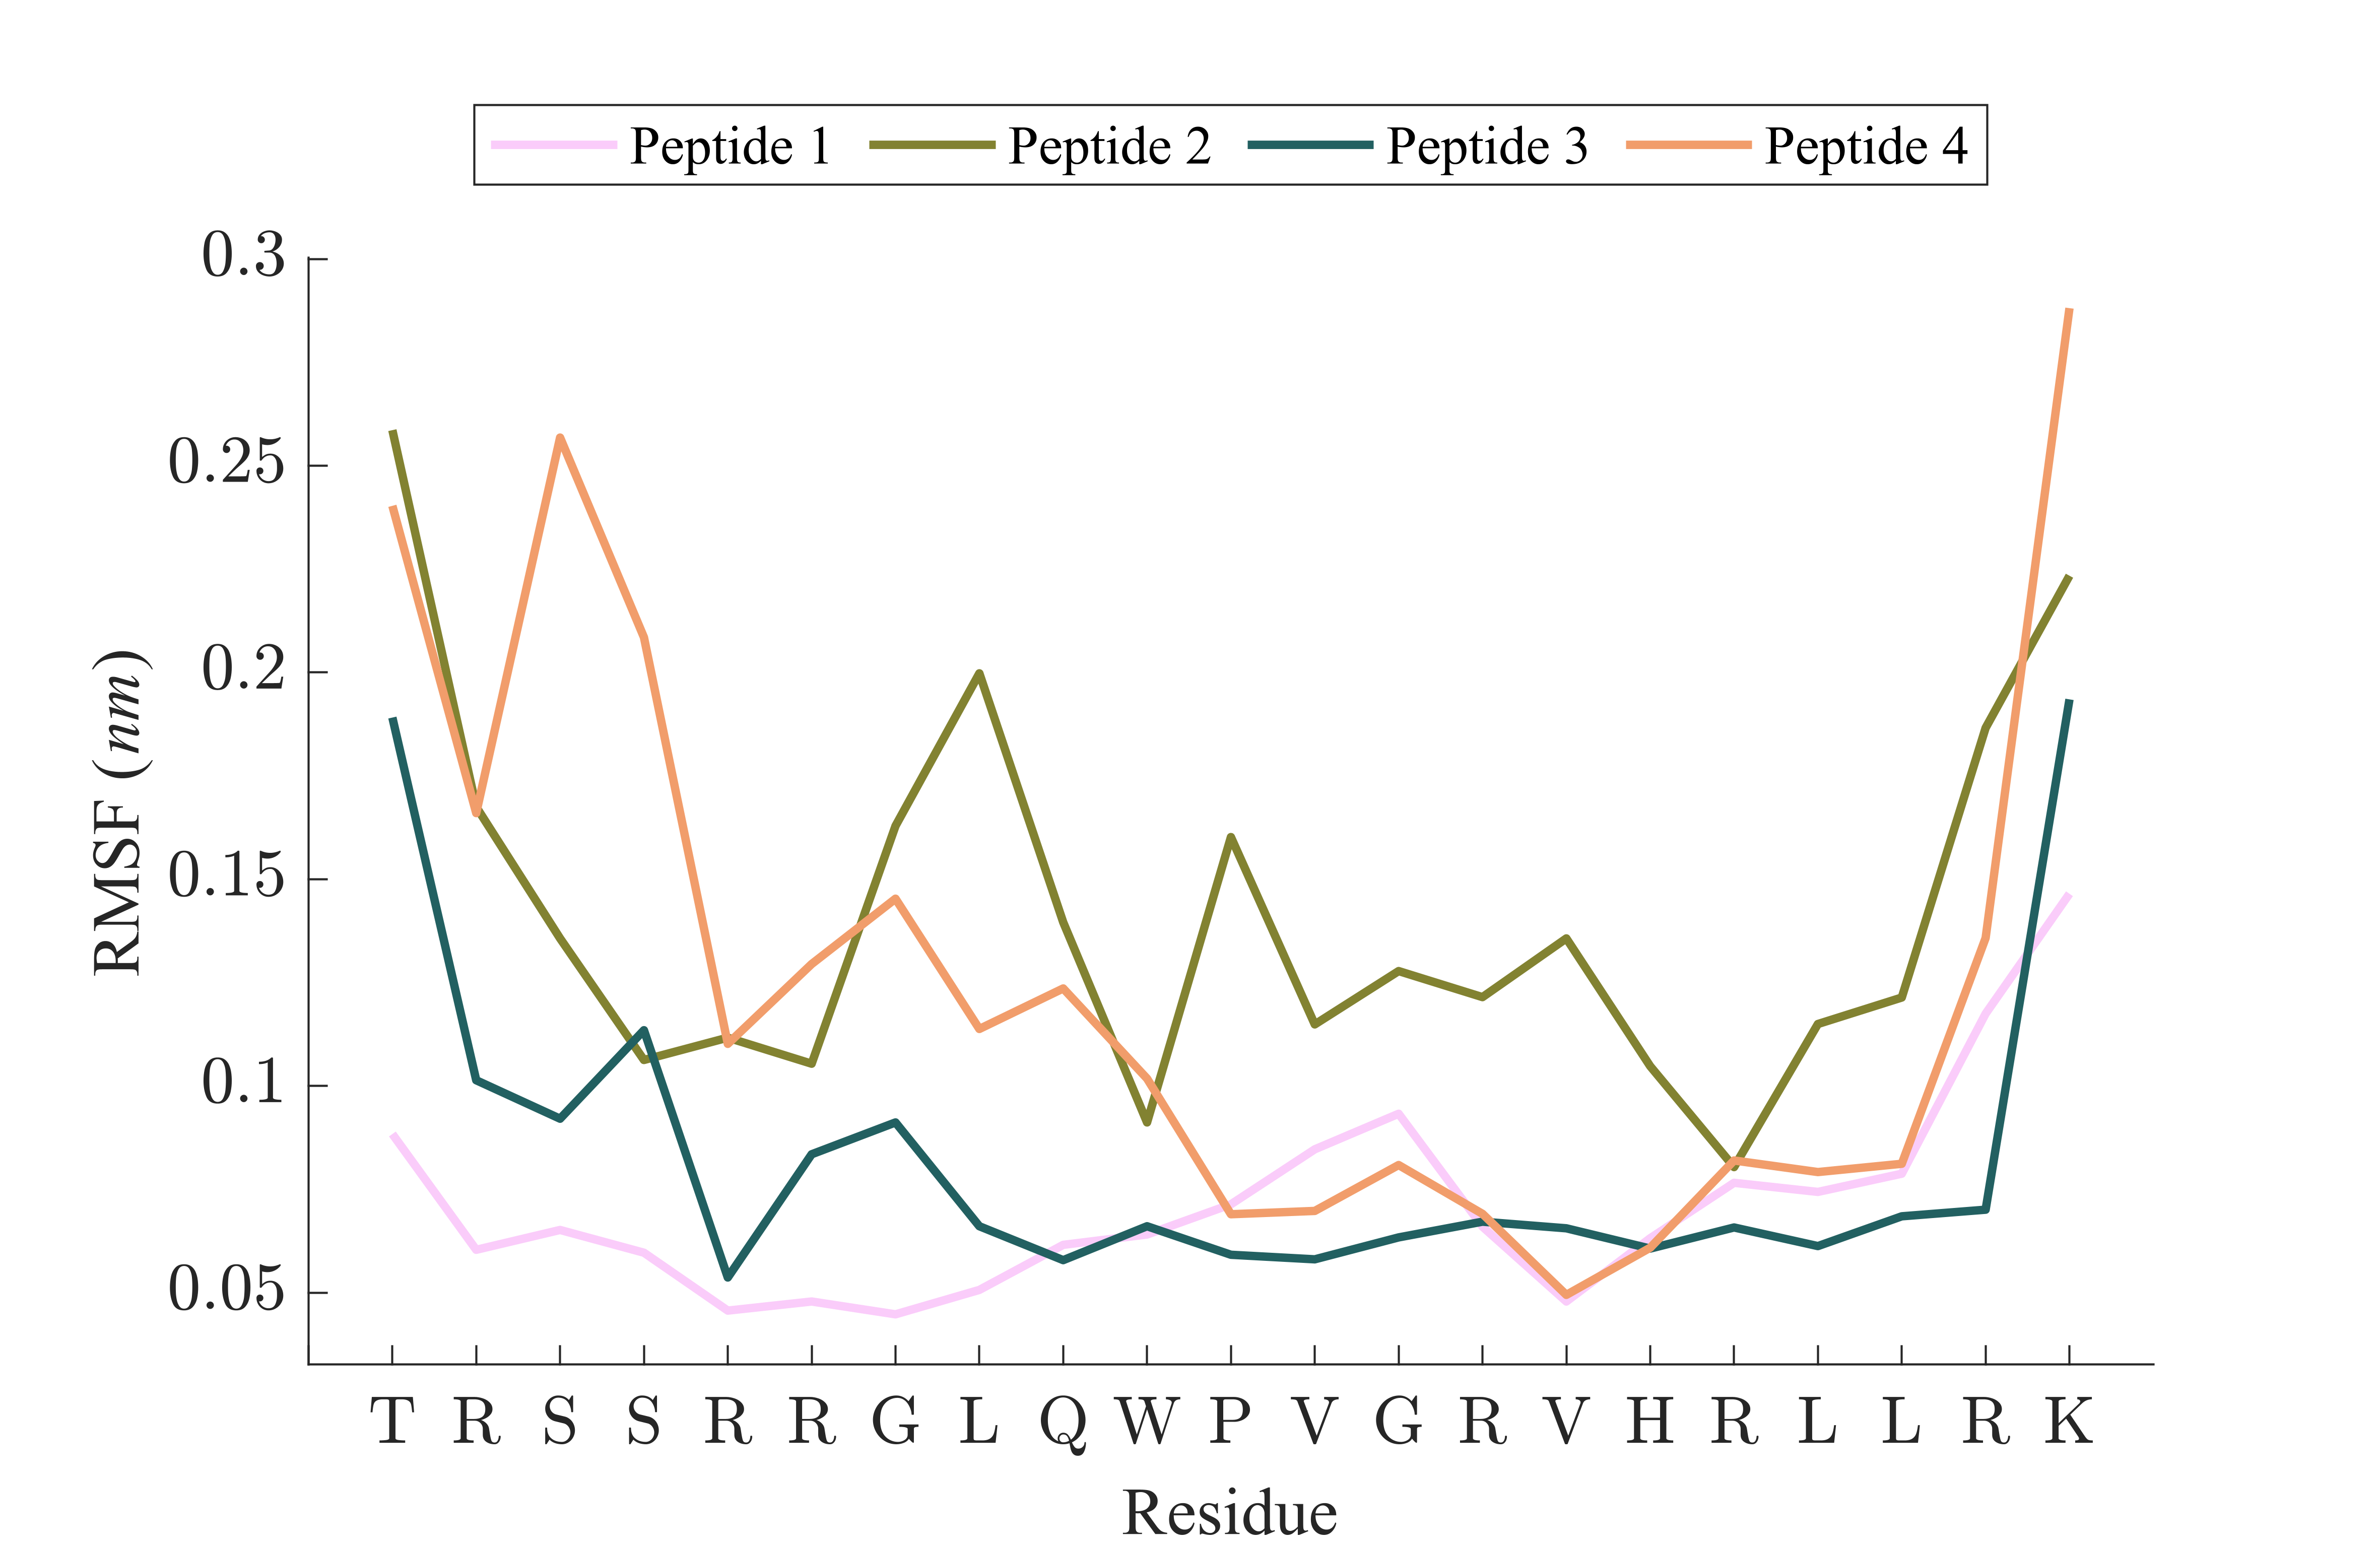 Peptide 1 Peptide 2 Peptide 3 Peptide 4
0.3
0.25
0.2
0.15
0.1
0.05
RMSF (nm)
T R S S R R G L Q W P V G R V H R L L R K
Residue